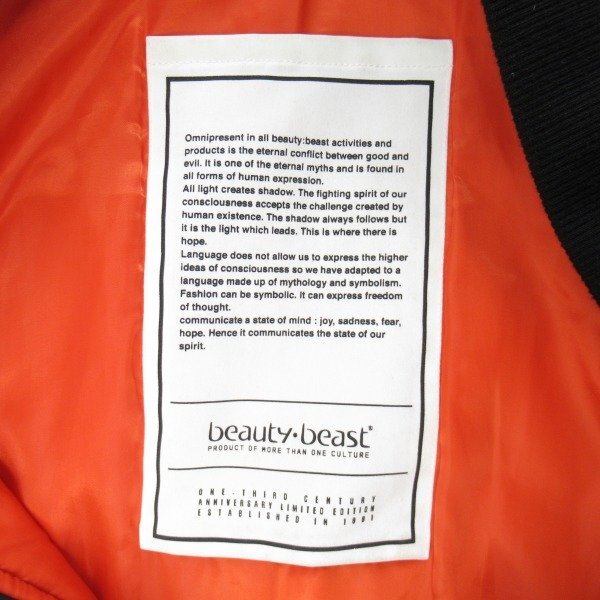 Omnipresent in all beauty:beast activities and
products is the eternal conflict between good and
evil. It is one of the eternal myths and is found in
all forms of human expression.
All light creates shadow. The fighting spirit of our
consciousness accepts the challenge created by
human existence. The shadow always follows but
it is the light which leads. This is where there is
hope.
Language does not allow us to express the higher
ideas of consciousness so we have adapted to a
language made up of mythology and symbolism.
Fashion can be symbolic. It can express freedom
of thought.
communicate a state of mind : joy, sadness, fear,
hope. Hence it communicates the state of our
spirit.
beauty•beast®
PRODUCT OF MORE THAN ONE CULTURE
ONE-THIRD CENTURY
ANNIVERSARY LIMITED EDITION
ESTABLISHED IN 1991